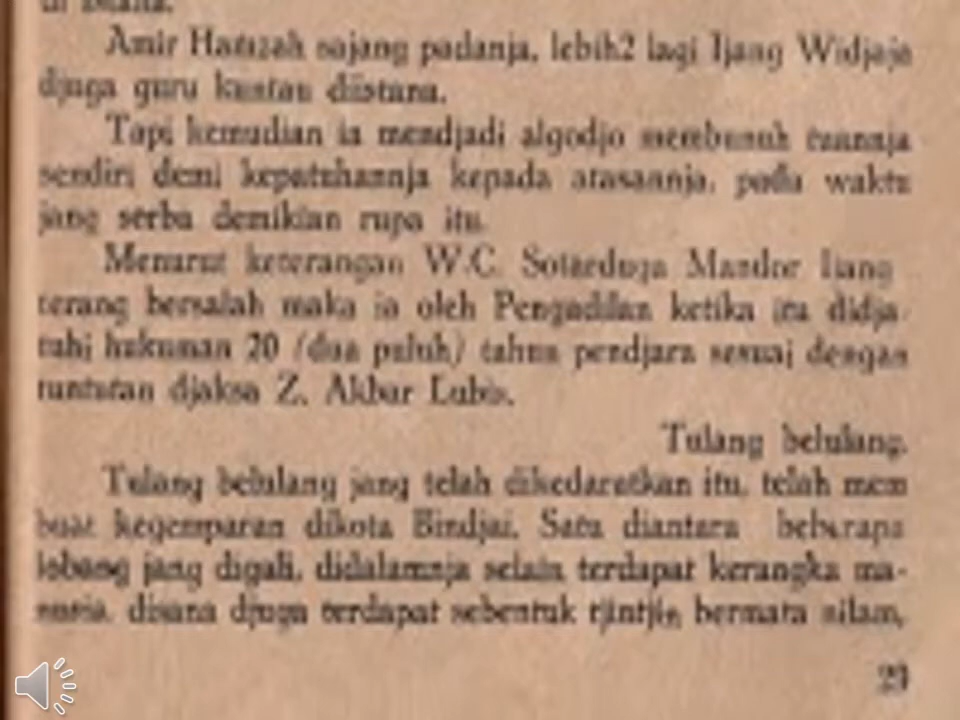 Amir Hamzah sajang padanja, lebih2 lagi Ijang Widjaja
djuga guru kuntau diistana.
Tapi kemudian ia mendjadi algodjo membunuh tuannja
sendiri demi kepatuhannja kepada atasannja, pada waktu
jang serba demikian rupa itu.
Menurut keterangan W.C. Sotarduga Mandor Ijang
terang bersalah maka ia oleh Pengadilan ketika itu didja
tuhi hukuman 20 (dua puluh) tahun pendjara sesuai dengan
tuntutan djaksa Z. Akbar Lubis.
Tulang belulang.
Tulang belulang jang telah dikedaratkan itu, telah mem
buat kegemparan dikota Bindjai. Satu diantara beberapa
lobang jang digali, didalamnja selain terdapat kerangka ma-
nusia, disana djuga terdapat sebentuk tjintjin bermata nilam,
29